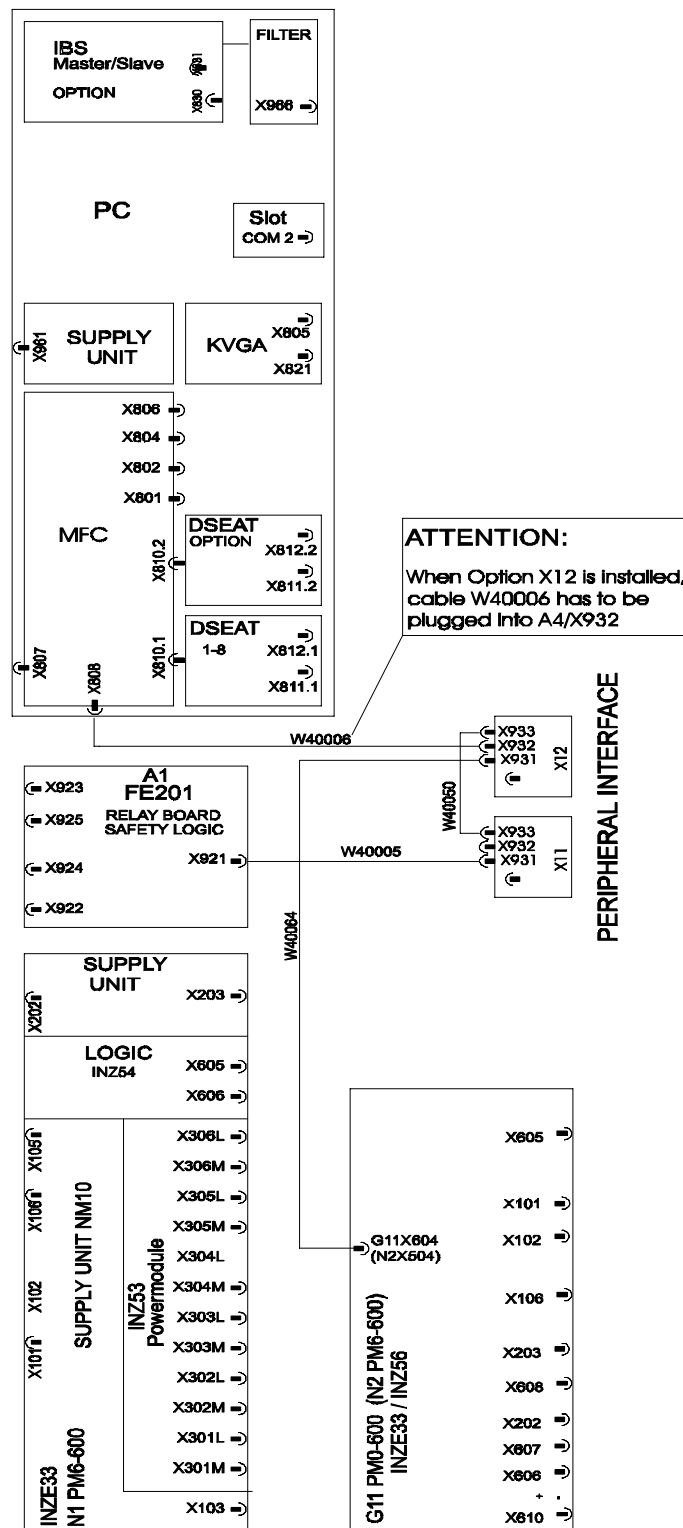 IBS
Master/Slave
OPTION
X931
X830
FILTER
X966
PC
Slot
COM 2
X961
SUPPLY
UNIT
KVGA
X805
X821
X806
X804
X802
X801
MFC
X810.2
DSEAT
OPTION
X812.2
X811.2
X810.1
DSEAT
1-8
X812.1
X811.1
X807
X808
ATTENTION:
When Option X12 is installed,
cable W40006 has to be
plugged into A4/X932
W40006
X933
X932
X931
X12
W40050
X933
X932
X931
X11
PERIPHERAL INTERFACE
A1
FE201
RELAY BOARD
SAFETY LOGIC
X923
X925
X924
X922
X921
W40005
W40064
SUPPLY
UNIT
X202
X203
LOGIC
INZ54
X605
X606
X105
X106
X102
X101
SUPPLY UNIT NM10
INZ53
Powermodule
X306L
X306M
X305L
X305M
X304L
X304M
X303L
X303M
X302L
X302M
X301L
X301M
X103
INZE33
N1 PM6-600
G11X604
(N2X504)
G11 PM0-600 (N2 PM6-600)
INZE33 / INZ56
X605
X101
X102
X106
X203
X608
X202
X607
X606
+ -
X610